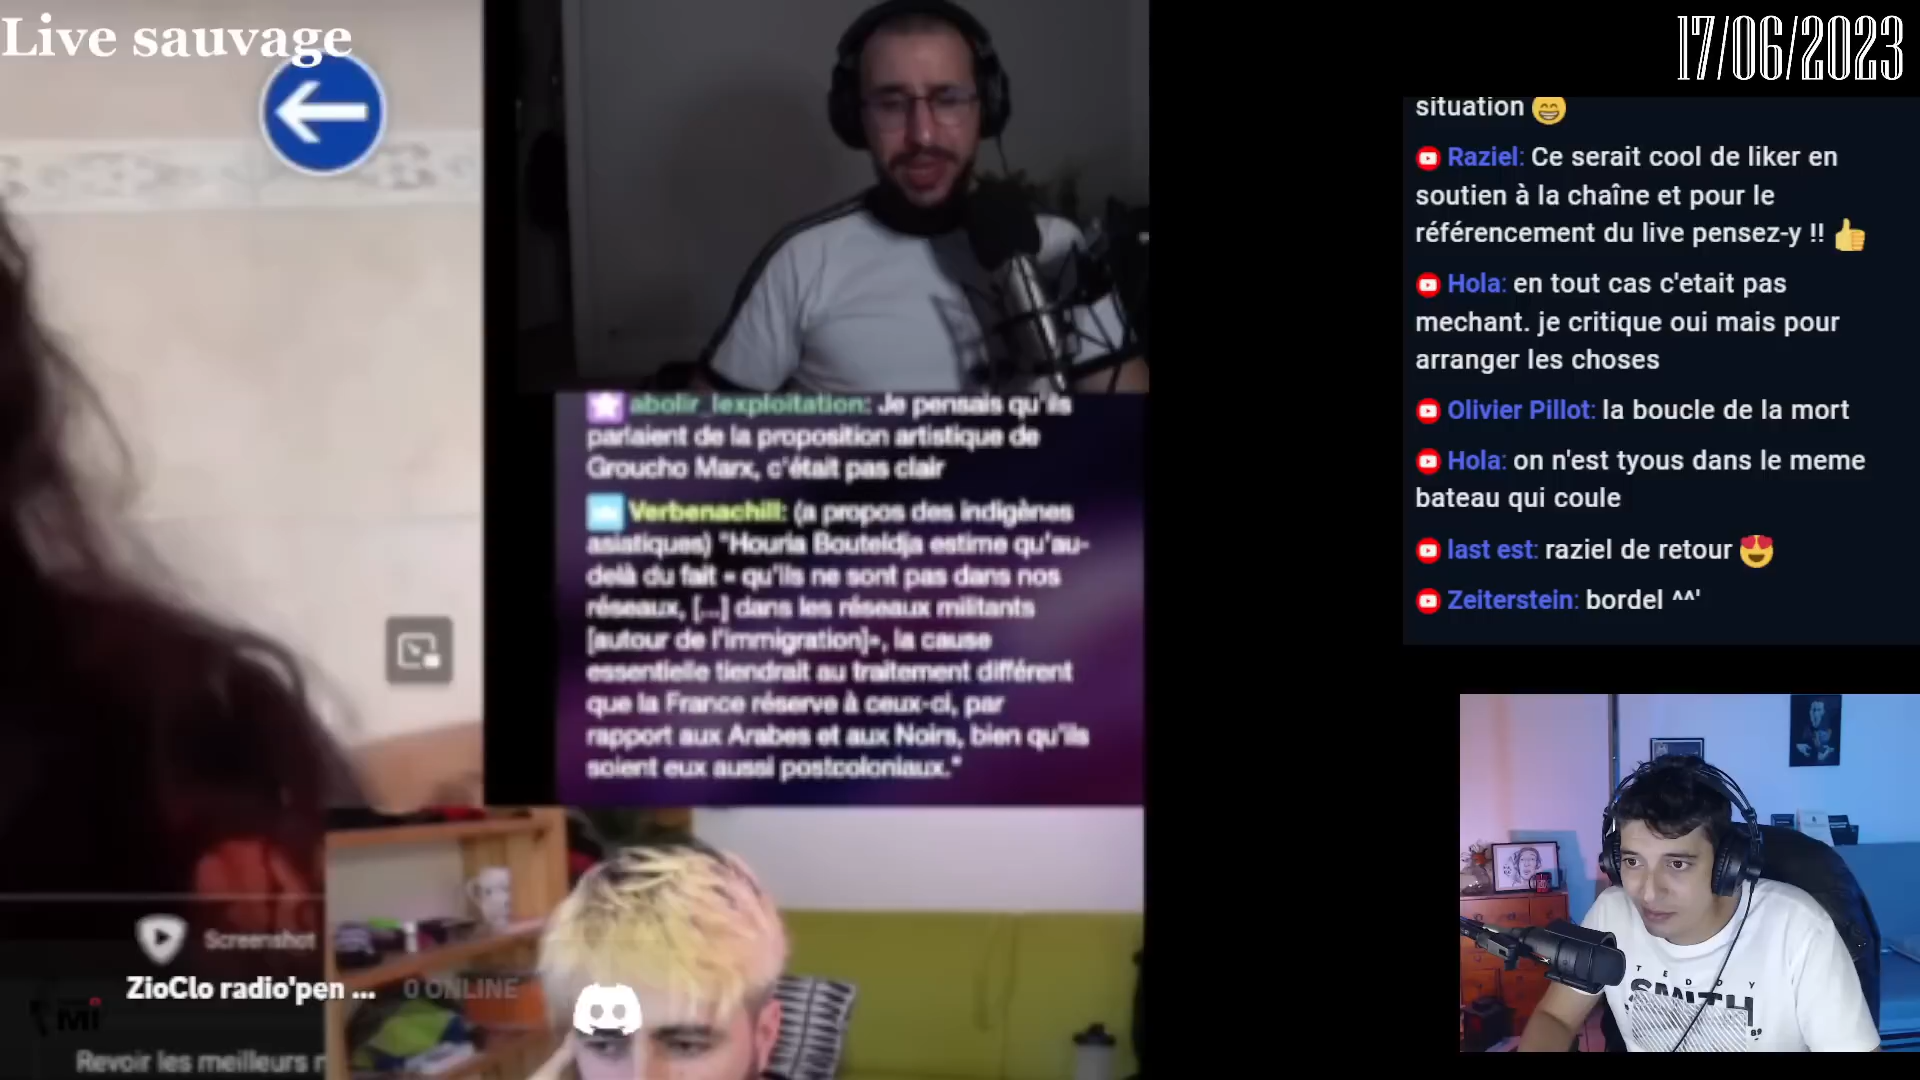 Live sauvage
17/06/2023
situation 😁
Raziel: Ce serait cool de liker en
soutien à la chaîne et pour le
référencement du live pensez-y !! 👍
Hola: en tout cas c'etait pas
mechant. je critique oui mais pour
arranger les choses
Olivier Pillot: la boucle de la mort
Hola: on n'est tyous dans le meme
bateau qui coule
last est: raziel de retour 😍
Zeiterstein: bordel ^^'
abolir_lexploitation: Je pensais qu'ils
parlaient de la proposition artistique de
Groucho Marx, c'était pas clair
Verbenachill: (a propos des indigènes
asiatiques) "Houria Bouteldja estime qu'au-
delà du fait « qu'ils ne sont pas dans nos
réseaux, [...] dans les réseaux militants
[autour de l'immigration]», la cause
essentielle tiendrait au traitement différent
que la France réserve à ceux-ci, par
rapport aux Arabes et aux Noirs, bien qu'ils
soient eux aussi postcoloniaux."
Screenshot
ZioClo radio'pen ...
0 ONLINE
MI
Revoir les meilleurs
TEDDY
SMITH
89